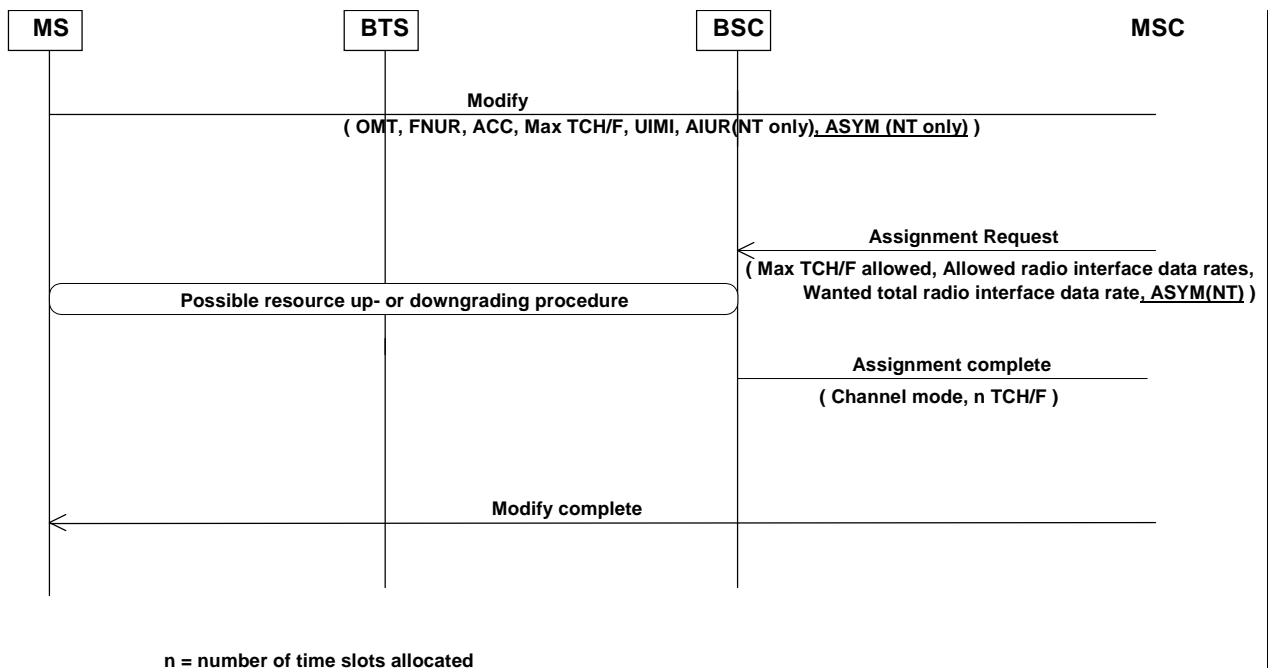 MS BTS BSC MSC
Modify
( OMT, FNUR, ACC, Max TCH/F, UIMI, AIUR(NT only), ASYM (NT only) )
Assignment Request
( Max TCH/F allowed, Allowed radio interface data rates,
Wanted total radio interface data rate, ASYM(NT) )
Possible resource up- or downgrading procedure
Assignment complete
( Channel mode, n TCH/F )
Modify complete
n = number of time slots allocated